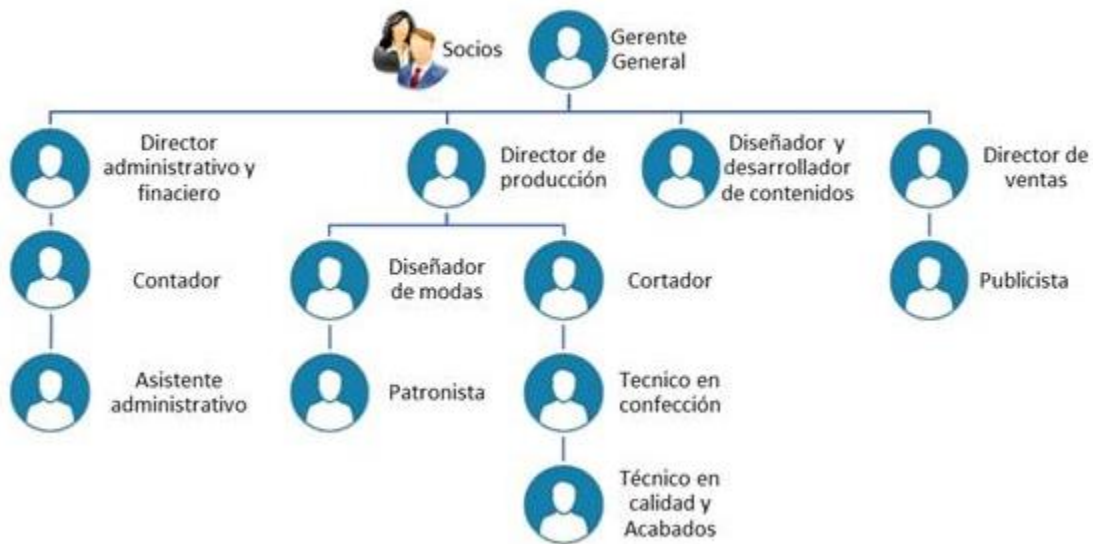 Socios
Gerente
General
Director
administrativo y
finaciero
Director de
producción
Diseñador y
desarrollador
de contenidos
Director de
ventas
Contador
Diseñador
de modas
Cortador
Publicista
Asistente
administrativo
Patronista
Tecnico en
confección
Técnico en
calidad y
Acabados